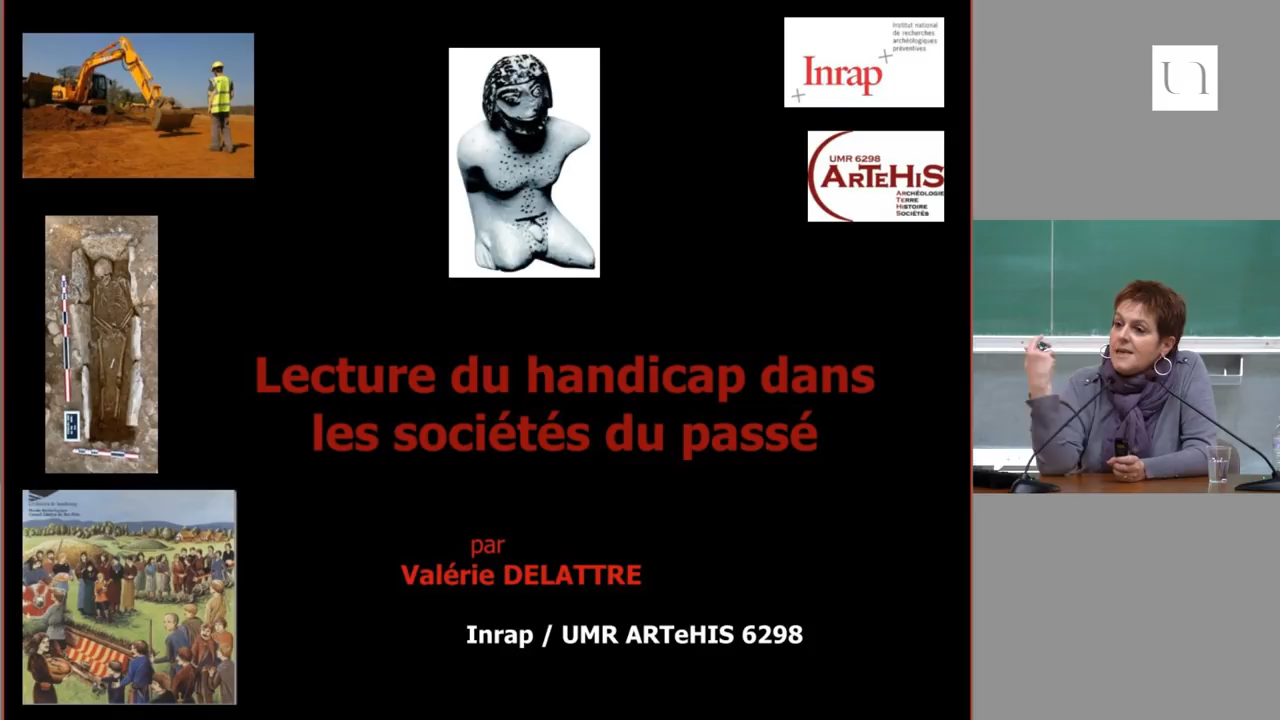 Institut national
de recherches
archéologiques
préventives
Inrap
UMR 6298
ARTEHIS
ARCHÉOLOGIE
TERRE
HISTOIRE
SOCIÉTÉS
Lecture du handicap dans
les sociétés du passé
par
Valérie DELATTRE
Inrap / UMR ARTeHIS 6298